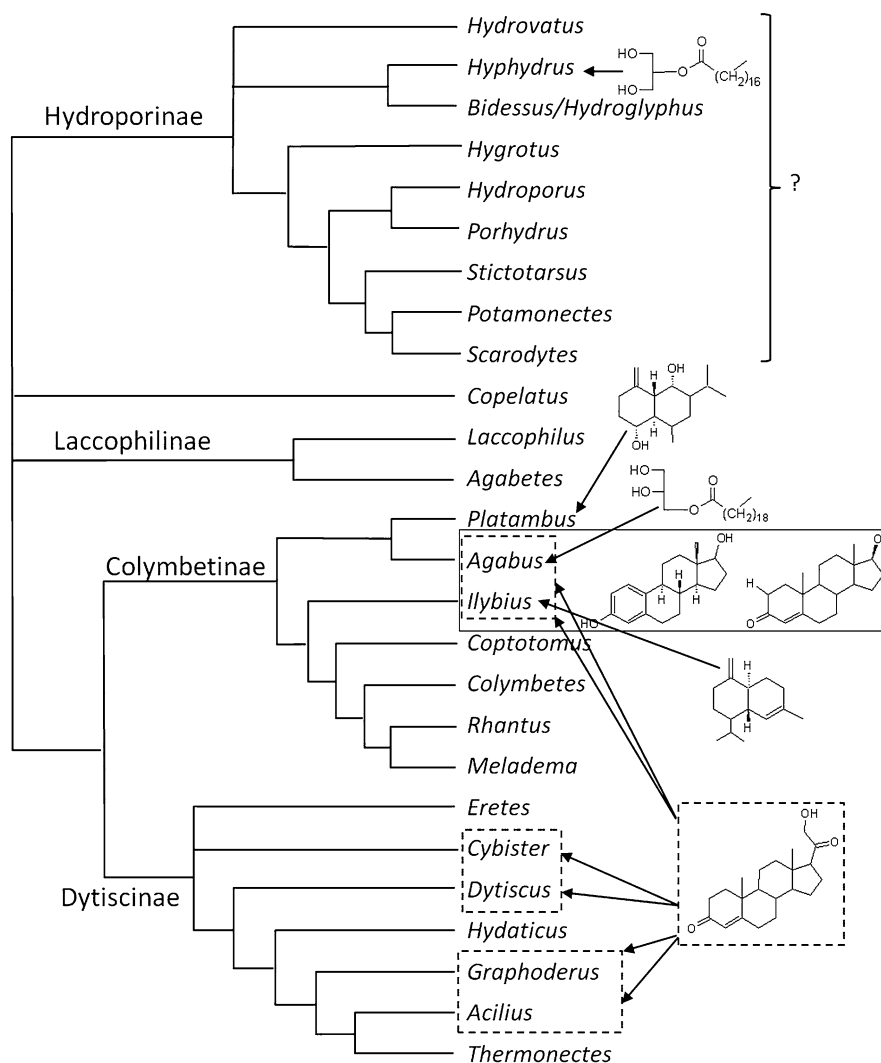 Hydrovatus
Hyphydrus
HO
O
O
HO
(CH2)16
Bidessus/Hydroglyphus
Hydroporinae
Hygrotus
Hydroporus
?
Porhydrus
Stictotarsus
Potamonectes
Scarodytes
OH
H
H
OH
Copelatus
Laccophilinae
Laccophilus
Agabetes
HO
HO
O
O
(CH2)18
Platambus
Colymbetinae
Agabus
OH
H
H
H
HO
O
H
O
Ilybius
Coptotomus
H
H
Colymbetes
Rhantus
Meladema
Eretes
Cybister
OH
O
O
Dytiscinae
Dytiscus
Hydaticus
Graphoderus
Acilius
Thermonectes